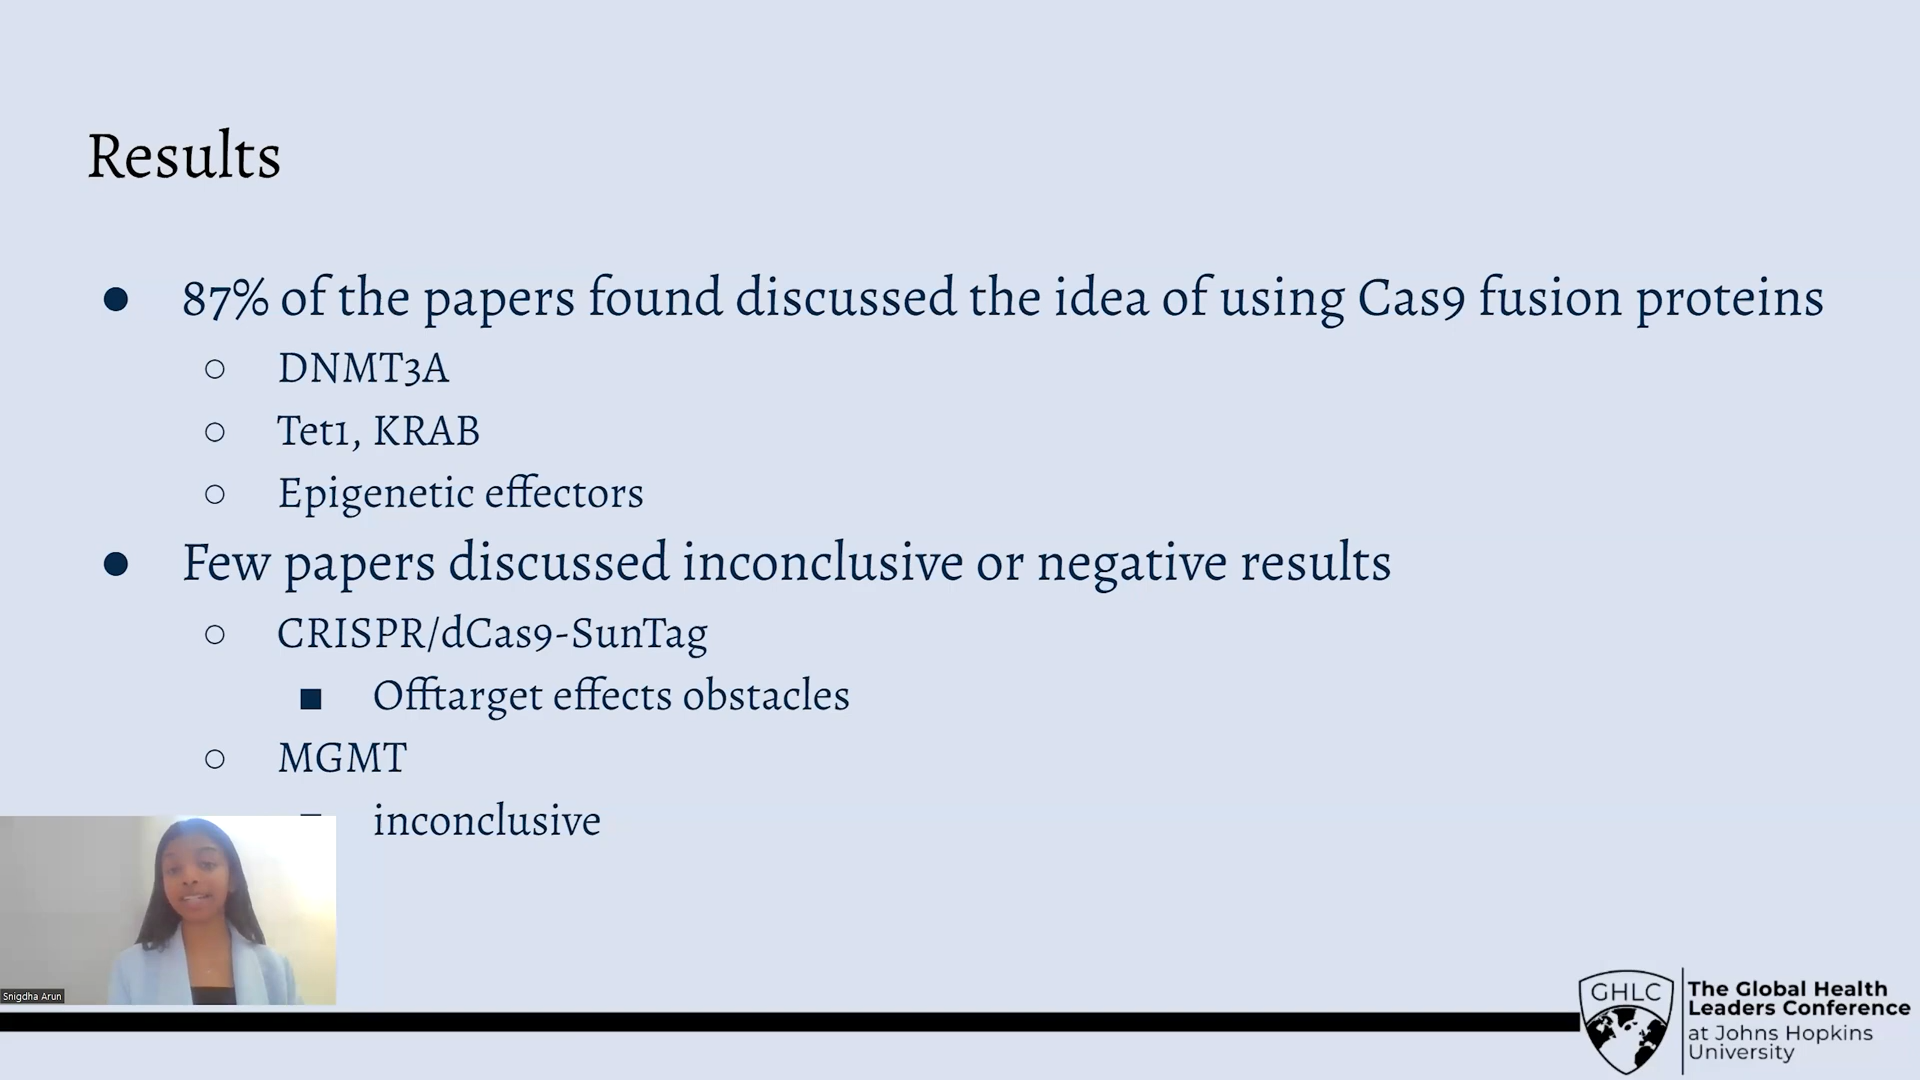 Results
● 87% of the papers found discussed the idea of using Cas9 fusion proteins
○ DNMT3A
○ Tet1, KRAB
○ Epigenetic effectors
● Few papers discussed inconclusive or negative results
○ CRISPR/dCas9-SunTag
■ Offtarget effects obstacles
○ MGMT
inconclusive
Snigdha Arun
GHLC
The Global Health
Leaders Conference
at Johns Hopkins
University